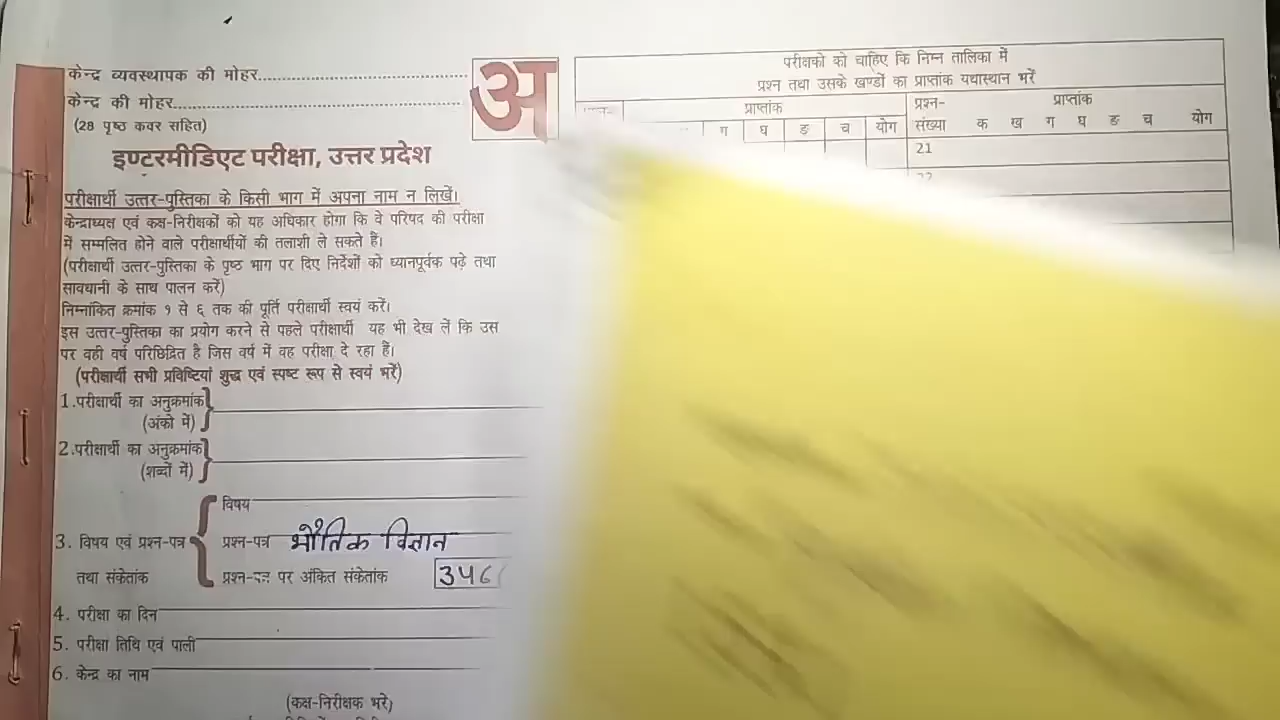 केन्द्र व्यवस्थापक की मोहर
केन्द्र की मोहर
(28 पृष्ठ कवर सहित)
अ
इण्टरमीडिएट परीक्षा, उत्तर प्रदेश
परीक्षार्थी उत्तर-पुस्तिका के किसी भाग में अपना नाम न लिखें।
केन्द्राध्यक्ष एवं कक्ष-निरीक्षकों को यह अधिकार होगा कि वे परिषद की परीक्षा
में सम्मलित होने वाले परीक्षार्थीयों की तलाशी ले सकते हैं।
(परीक्षार्थी उत्तर-पुस्तिका के पृष्ठ भाग पर दिए निर्देशों को ध्यानपूर्वक पढ़े तथा
सावधानी के साथ पालन करें)
निम्नांकित क्रमांक १ से ६ तक की पूर्ति परीक्षार्थी स्वयं करें।
इस उत्तर-पुस्तिका का प्रयोग करने से पहले परीक्षार्थी यह भी देख लें कि उस
पर वही वर्ष परिछिद्रित है जिस वर्ष में वह परीक्षा दे रहा है।
(परीक्षार्थी सभी प्रविष्टियां शुद्ध एवं स्पष्ट रूप से स्वयं भरें)
1.परीक्षार्थी का अनुक्रमांक
(अंको में)
2.परीक्षार्थी का अनुक्रमांक
(शब्दों में)
विषय
3. विषय एवं प्रश्न-पत्र प्रश्न-पत्र भौतिक विज्ञान
तथा संकेतांक प्रश्न-पत्र पर अंकित संकेतांक 346
4. परीक्षा का दिन
5. परीक्षा तिथि एवं पाली
6. केन्द्र का नाम
(कक्ष-निरीक्षक भरे)
परीक्षको को चाहिए कि निम्न तालिका में
प्रश्न तथा उसके खण्डों का प्राप्तांक यथास्थान भरें
प्राप्तांक प्रश्न- प्राप्तांक
ग घ ङ च योग संख्या क ख ग घ ङ च योग
21